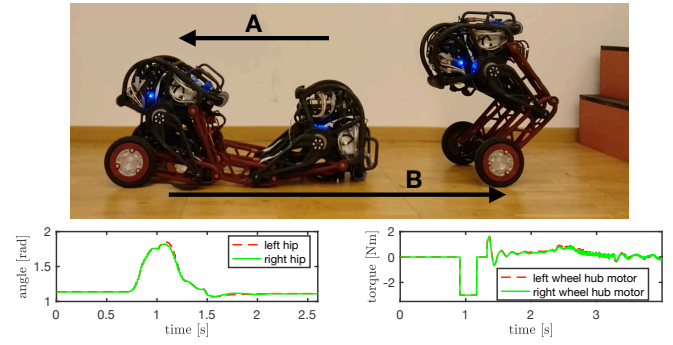 A
B
2
1.5
1
angle [rad]
left hip
right hip
0 0.5 1 1.5 2 2.5
time [s]
2
0
-2
torque [Nm]
left wheel hub motor
right wheel hub motor
0 1 2 3
time [s]